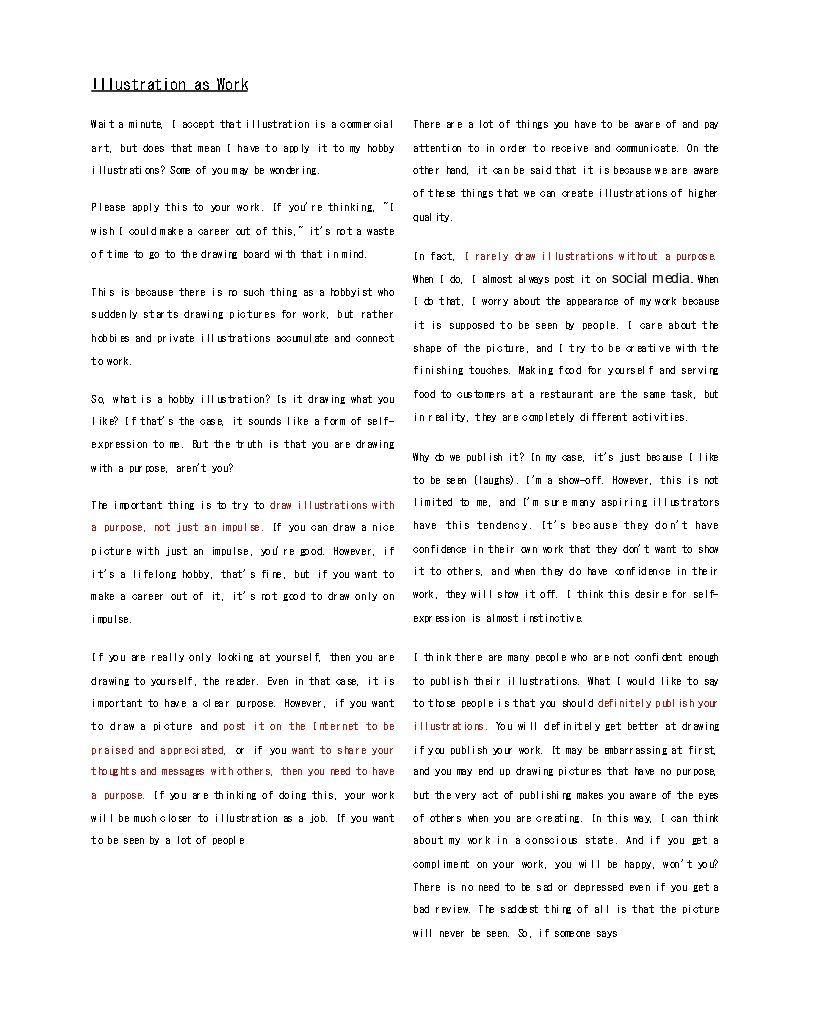 Illustration as Work
Wait a minute, I accept that illustration is a commercial
art, but does that mean I have to apply it to my hobby
illustrations? Some of you may be wondering.
Please apply this to your work. If you're thinking, "I
wish I could make a career out of this," it's not a waste
of time to go to the drawing board with that in mind.
This is because there is no such thing as a hobbyist who
suddenly starts drawing pictures for work, but rather
hobbies and private illustrations accumulate and connect
to work.
So, what is a hobby illustration? Is it drawing what you
like? If that's the case, it sounds like a form of self-
expression to me. But the truth is that you are drawing
with a purpose, aren't you?
The important thing is to try to draw illustrations with
a purpose, not just an impulse. If you can draw a nice
picture with just an impulse, you're good. However, if
it's a lifelong hobby, that's fine, but if you want to
make a career out of it, it's not good to draw only on
impulse.
If you are really only looking at yourself, then you are
drawing to yourself, the reader. Even in that case, it is
important to have a clear purpose. However, if you want
to draw a picture and post it on the Internet to be
praised and appreciated, or if you want to share your
thoughts and messages with others, then you need to have
a purpose. If you are thinking of doing this, your work
will be much closer to illustration as a job. If you want
to be seen by a lot of people
There are a lot of things you have to be aware of and pay
attention to in order to receive and communicate. On the
other hand, it can be said that it is because we are aware
of these things that we can create illustrations of higher
quality.
In fact, I rarely draw illustrations without a purpose.
When I do, I almost always post it on social media. When
I do that, I worry about the appearance of my work because
it is supposed to be seen by people. I care about the
shape of the picture, and I try to be creative with the
finishing touches. Making food for yourself and serving
food to customers at a restaurant are the same task, but
in reality, they are completely different activities.
Why do we publish it? In my case, it's just because I like
to be seen (laughs). I'm a show-off. However, this is not
limited to me, and I'm sure many aspiring illustrators
have this tendency. It's because they don't have
confidence in their own work that they don't want to show
it to others, and when they do have confidence in their
work, they will show it off. I think this desire for self-
expression is almost instinctive.
I think there are many people who are not confident enough
to publish their illustrations. What I would like to say
to those people is that you should definitely publish your
illustrations. You will definitely get better at drawing
if you publish your work. It may be embarrassing at first,
and you may end up drawing pictures that have no purpose,
but the very act of publishing makes you aware of the eyes
of others when you are creating. In this way, I can think
about my work in a conscious state. And if you get a
compliment on your work, you will be happy, won't you?
There is no need to be sad or depressed even if you get a
bad review. The saddest thing of all is that the picture
will never be seen. So, if someone says